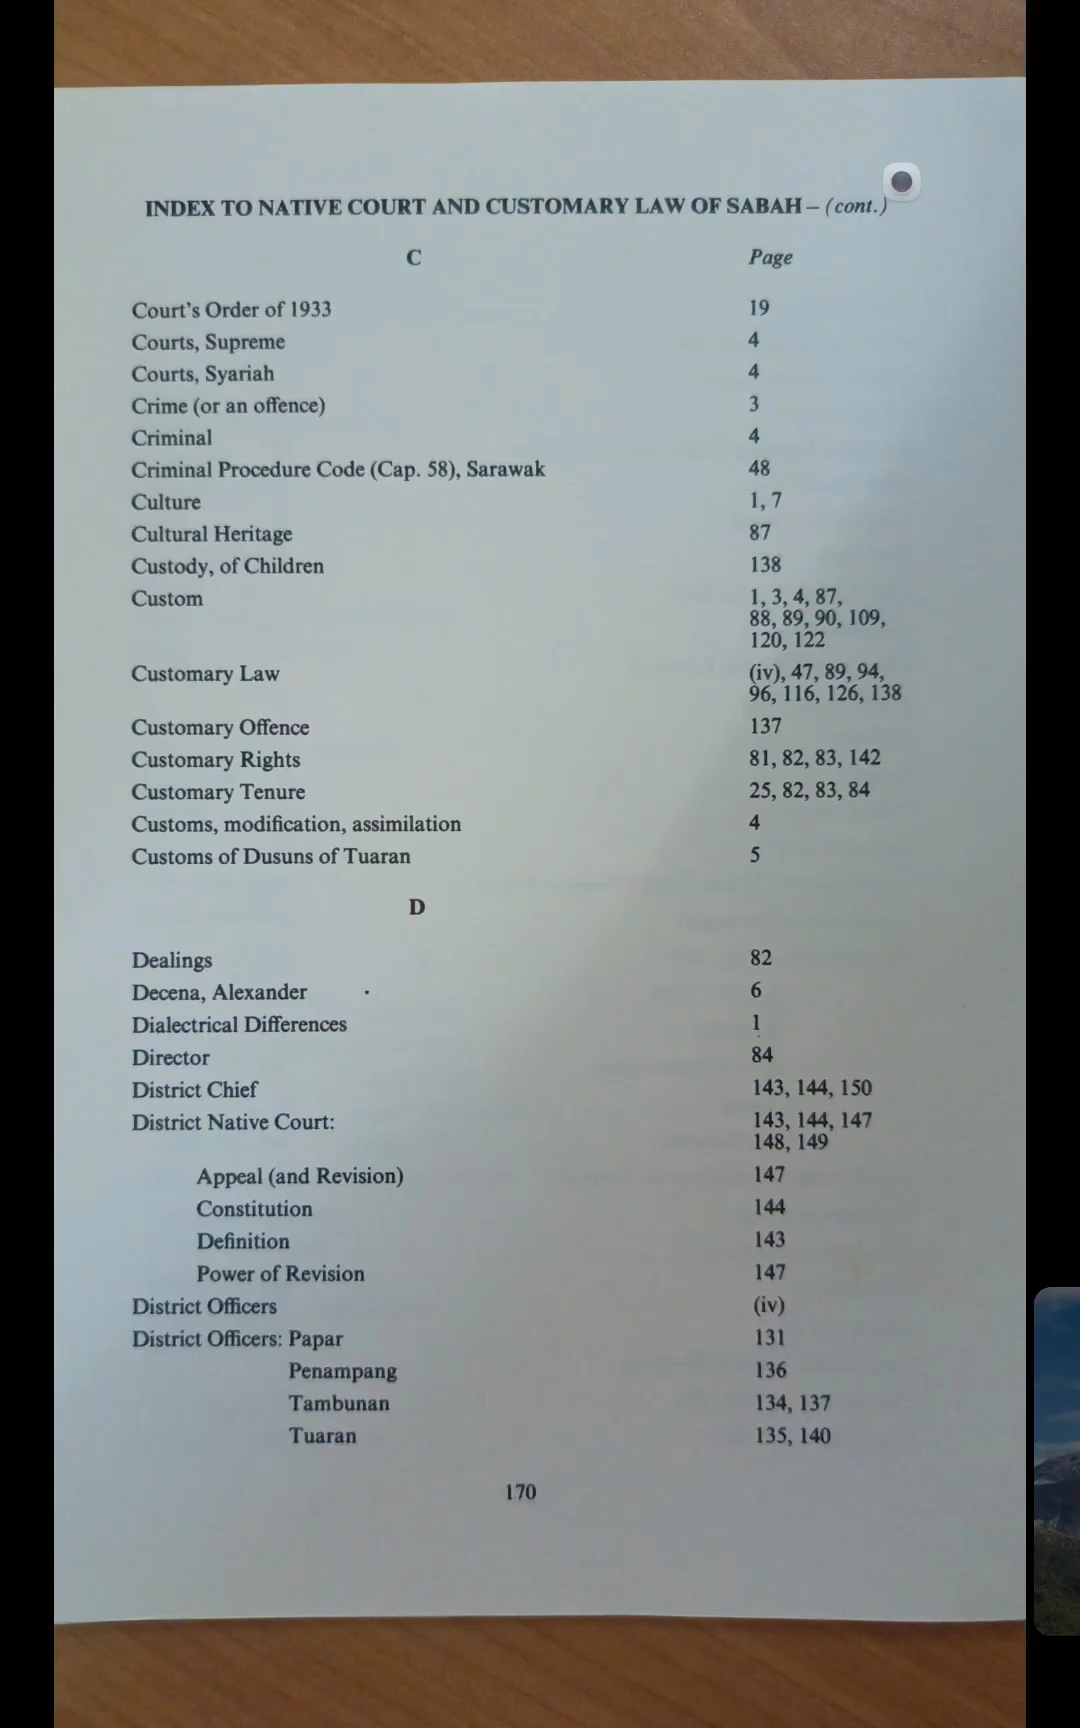 INDEX TO NATIVE COURT AND CUSTOMARY LAW OF SABAH – (cont.)
C Page
Court's Order of 1933 19
Courts, Supreme 4
Courts, Syariah 4
Crime (or an offence) 3
Criminal 4
Criminal Procedure Code (Cap. 58), Sarawak 48
Culture 1, 7
Cultural Heritage 87
Custody, of Children 138
Custom 1, 3, 4, 87,
88, 89, 90, 109,
120, 122
Customary Law (iv), 47, 89, 94,
96, 116, 126, 138
Customary Offence 137
Customary Rights 81, 82, 83, 142
Customary Tenure 25, 82, 83, 84
Customs, modification, assimilation 4
Customs of Dusuns of Tuaran 5
D
Dealings 82
Decena, Alexander 6
Dialectrical Differences 1
Director 84
District Chief 143, 144, 150
District Native Court: 143, 144, 147
148, 149
Appeal (and Revision) 147
Constitution 144
Definition 143
Power of Revision 147
District Officers (iv)
District Officers: Papar 131
Penampang 136
Tambunan 134, 137
Tuaran 135, 140
170